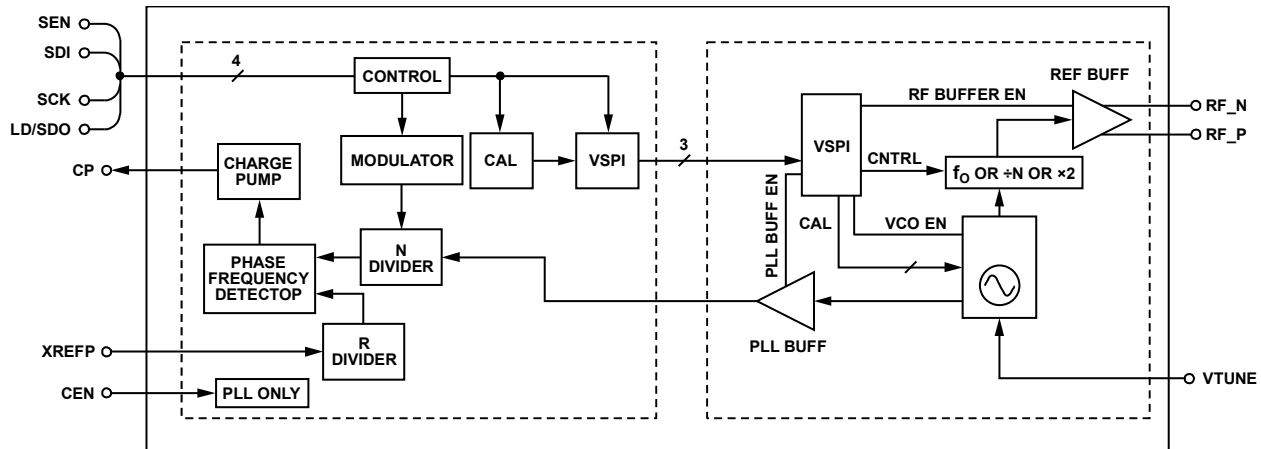 SEN
SDI
SCK
LD/SDO
CP
XREFP
CEN
4
CONTROL
MODULATOR
CAL
VSPI
CHARGE
PUMP
PHASE
FREQUENCY
DETECTOP
N
DIVIDER
R
DIVIDER
PLL ONLY
3
VSPI
RF BUFFER EN
REF BUFF
CNTRL
fO OR ÷N OR ×2
PLL BUFF EN
CAL
VCO EN
PLL BUFF
RF_N
RF_P
VTUNE